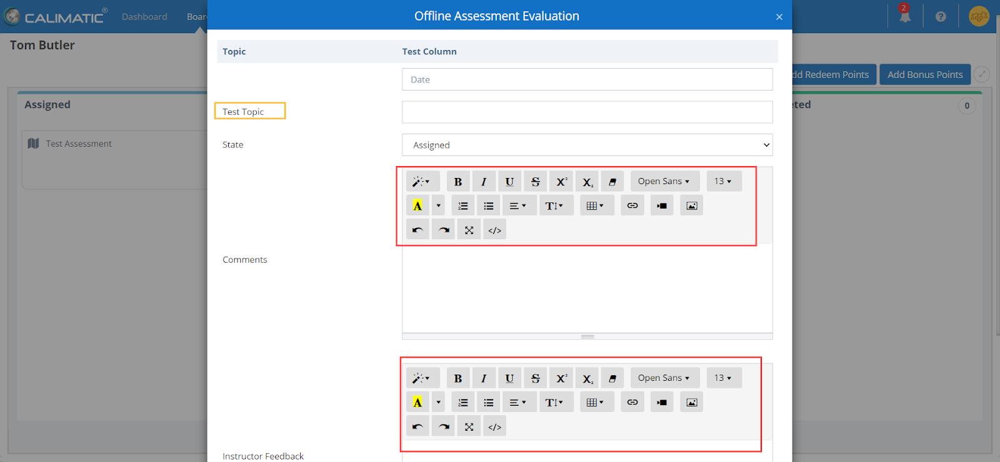 CALIMATIC®
Dashboard
Boar
Offline Assessment Evaluation
×
2
?
Tom Butler
Topic
Test Column
Date
dd Redeem Points
Add Bonus Points
Assigned
eted
0
Test Topic
Test Assessment
State
Assigned
B I U S X² X₂ Open Sans 13
A T
</>
Comments
B I U S X² X₂ Open Sans 13
A T
</>
Instructor Feedback